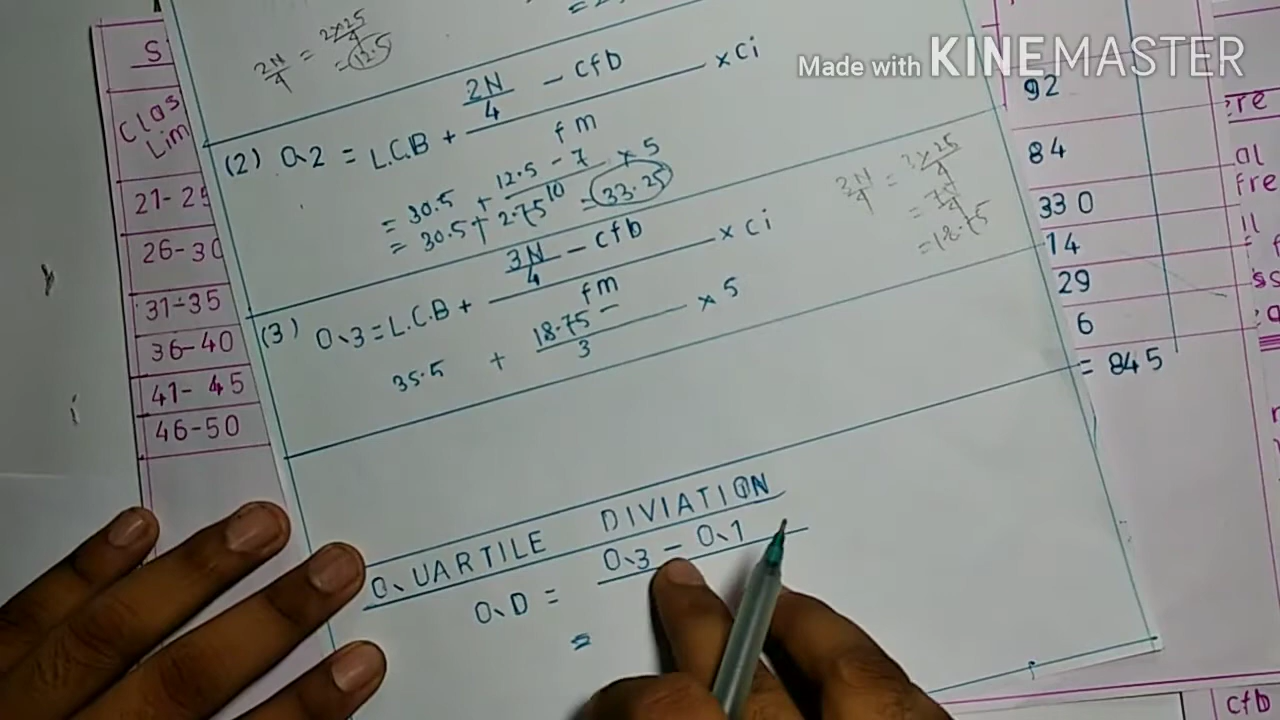 Made with KINEMASTER
S
Clas
Lim
21-25
26-30
31-35
36-40
41-45
46-50
2N/4 = 2×25/4
= 12.5
(2) Q2 = L.C.B + (2N/4 - cfb)/fm × Ci
= 30.5 + (12.5 - 7)/10 × 5
= 30.5 + 2.75 = 33.25
(3) Q3 = L.C.B + (3N/4 - cfb)/fm × Ci
35.5 + (18.75 -)/3 × 5
3N/4 = 3×25/4
= 75/4
= 18.75
QUARTILE DIVIATION
Q.D = Q3 - Q1
=
92
84
330
14
29
6
= 845
ere
al
fre
cfb